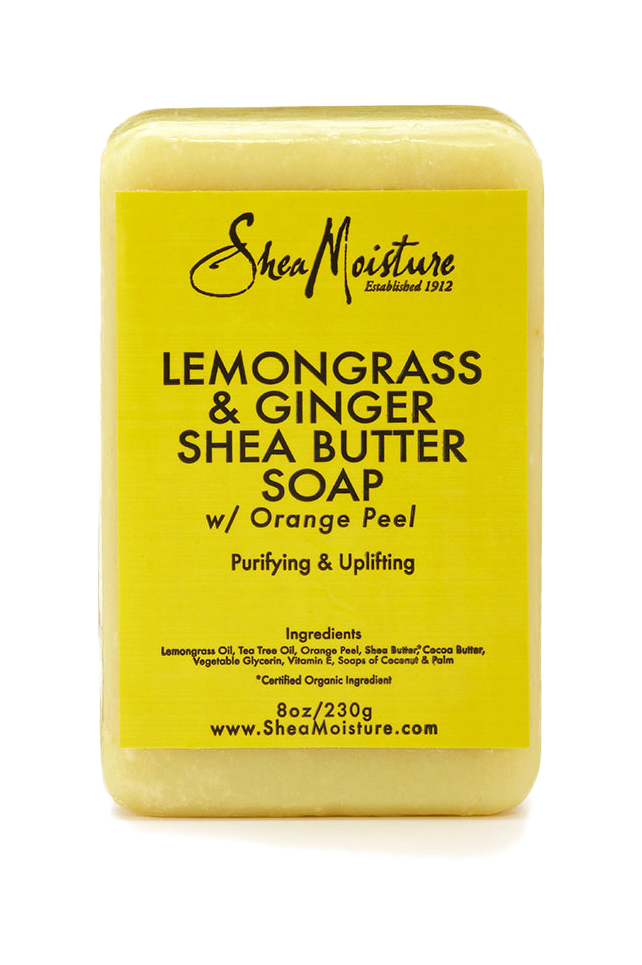 SheaMoisture
Established 1912
LEMONGRASS
& GINGER
SHEA BUTTER
SOAP
w/ Orange Peel
Purifying & Uplifting
Ingredients
Lemongrass Oil, Tea Tree Oil, Orange Peel, Shea Butter,* Cocoa Butter,
Vegetable Glycerin, Vitamin E, Soaps of Coconut & Palm
*Certified Organic Ingredient
8oz/230g
www.SheaMoisture.com